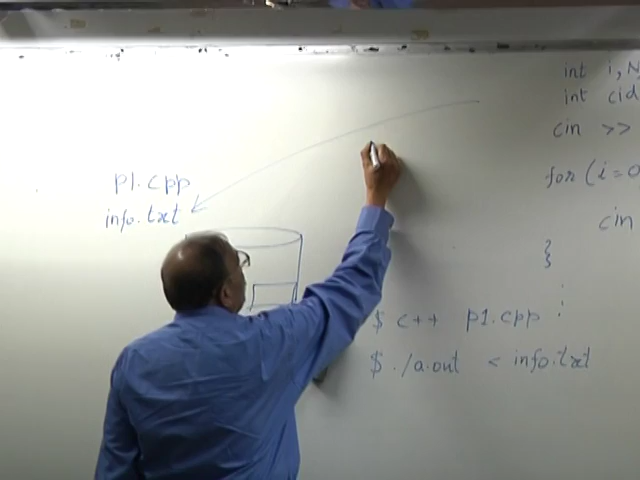 p1.cpp
info.txt
int i, N
int cid
cin >>
for (i=0
cin
}
$ c++ p1.cpp
$ ./a.out < info.txt